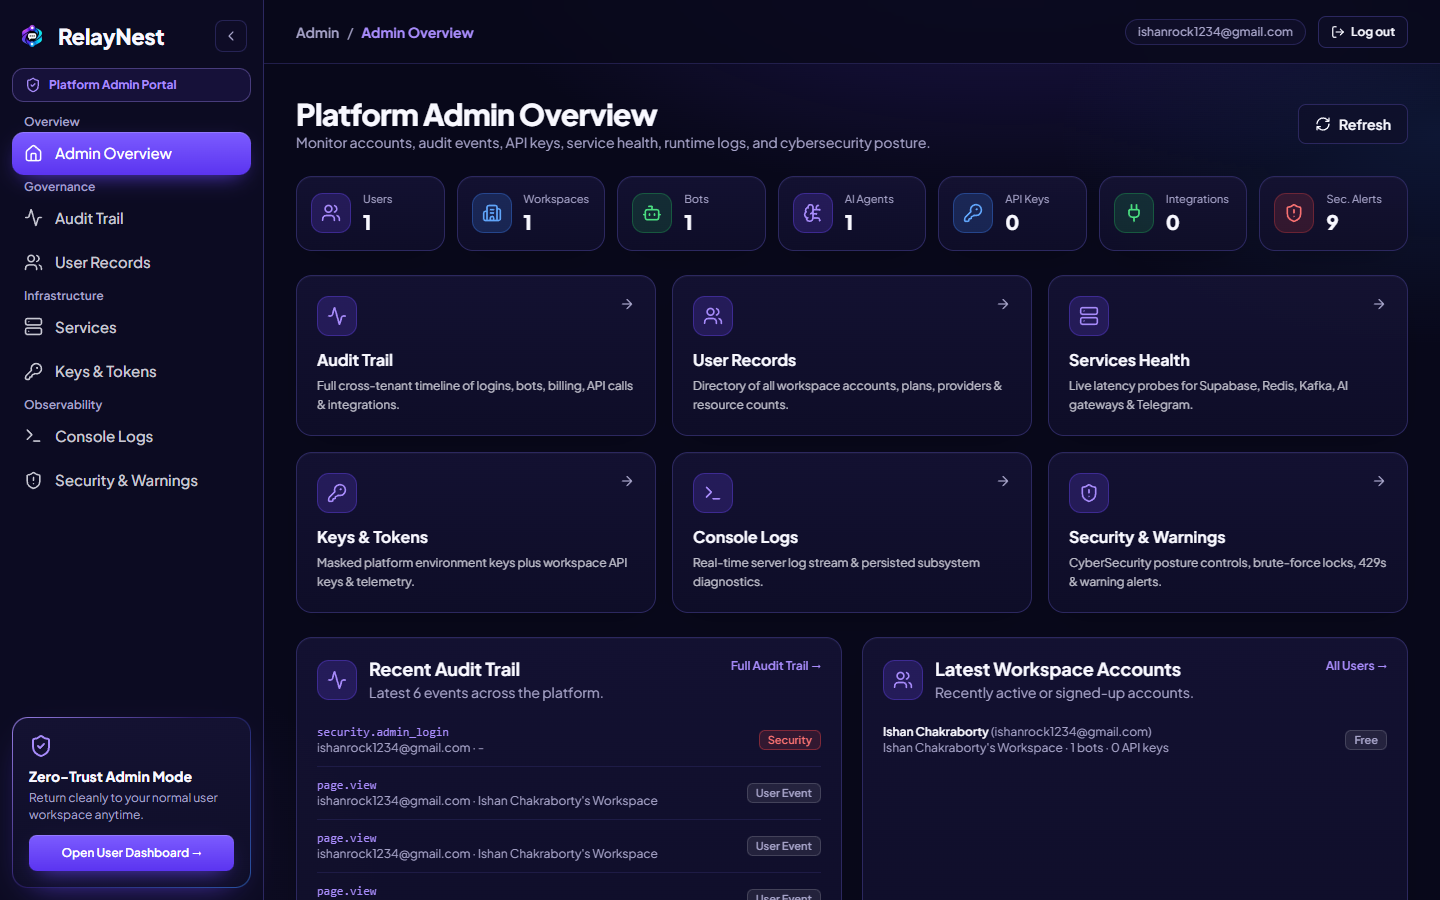 RelayNest
Platform Admin Portal
Overview
Admin Overview
Governance
Audit Trail
User Records
Infrastructure
Services
Keys & Tokens
Observability
Console Logs
Security & Warnings
Zero-Trust Admin Mode
Return cleanly to your normal user
workspace anytime.
Open User Dashboard →
Admin / Admin Overview
ishanrock1234@gmail.com
Log out
Platform Admin Overview
Monitor accounts, audit events, API keys, service health, runtime logs, and cybersecurity posture.
Refresh
Users
1
Workspaces
1
Bots
1
AI Agents
1
API Keys
0
Integrations
0
Sec. Alerts
9
Audit Trail
Full cross-tenant timeline of logins, bots, billing, API calls
& integrations.
User Records
Directory of all workspace accounts, plans, providers &
resource counts.
Services Health
Live latency probes for Supabase, Redis, Kafka, AI
gateways & Telegram.
Keys & Tokens
Masked platform environment keys plus workspace API
keys & telemetry.
Console Logs
Real-time server log stream & persisted subsystem
diagnostics.
Security & Warnings
CyberSecurity posture controls, brute-force locks, 429s
& warning alerts.
Recent Audit Trail
Latest 6 events across the platform.
Full Audit Trail →
security.admin_login
ishanrock1234@gmail.com · –
Security
page.view
ishanrock1234@gmail.com · Ishan Chakraborty's Workspace
User Event
page.view
ishanrock1234@gmail.com · Ishan Chakraborty's Workspace
User Event
page.view
User Event
Latest Workspace Accounts
Recently active or signed-up accounts.
All Users →
Ishan Chakraborty (ishanrock1234@gmail.com)
Ishan Chakraborty's Workspace · 1 bots · 0 API keys
Free